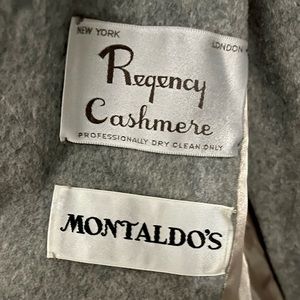 NEW YORK LONDON
Regency
Cashmere
PROFESSIONALLY DRY CLEAN ONLY
MONTALDO'S